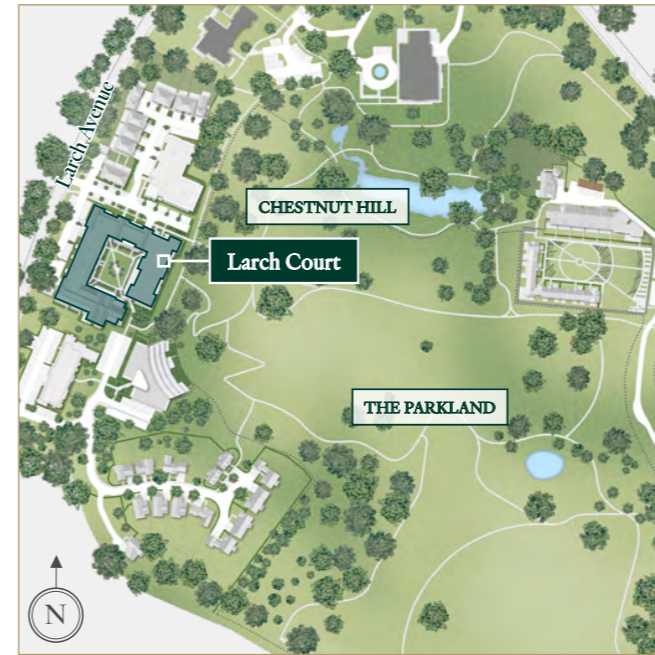 Larch Avenue
CHESTNUT HILL
Larch Court
THE PARKLAND
N